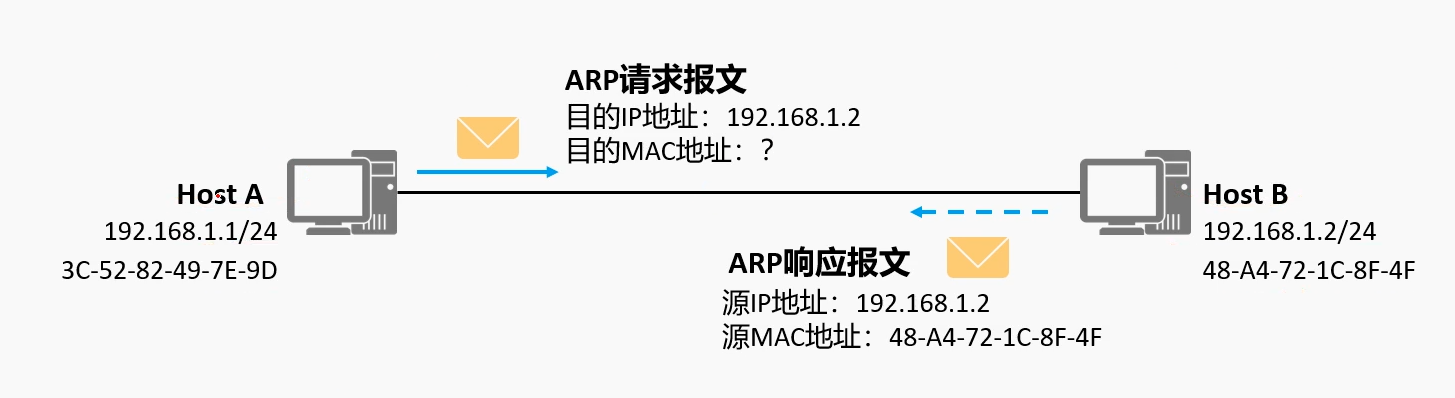 ARP请求报文
目的IP地址：192.168.1.2
目的MAC地址：？
Host A
192.168.1.1/24
3C-52-82-49-7E-9D
Host B
192.168.1.2/24
48-A4-72-1C-8F-4F
ARP响应报文
源IP地址：192.168.1.2
源MAC地址：48-A4-72-1C-8F-4F